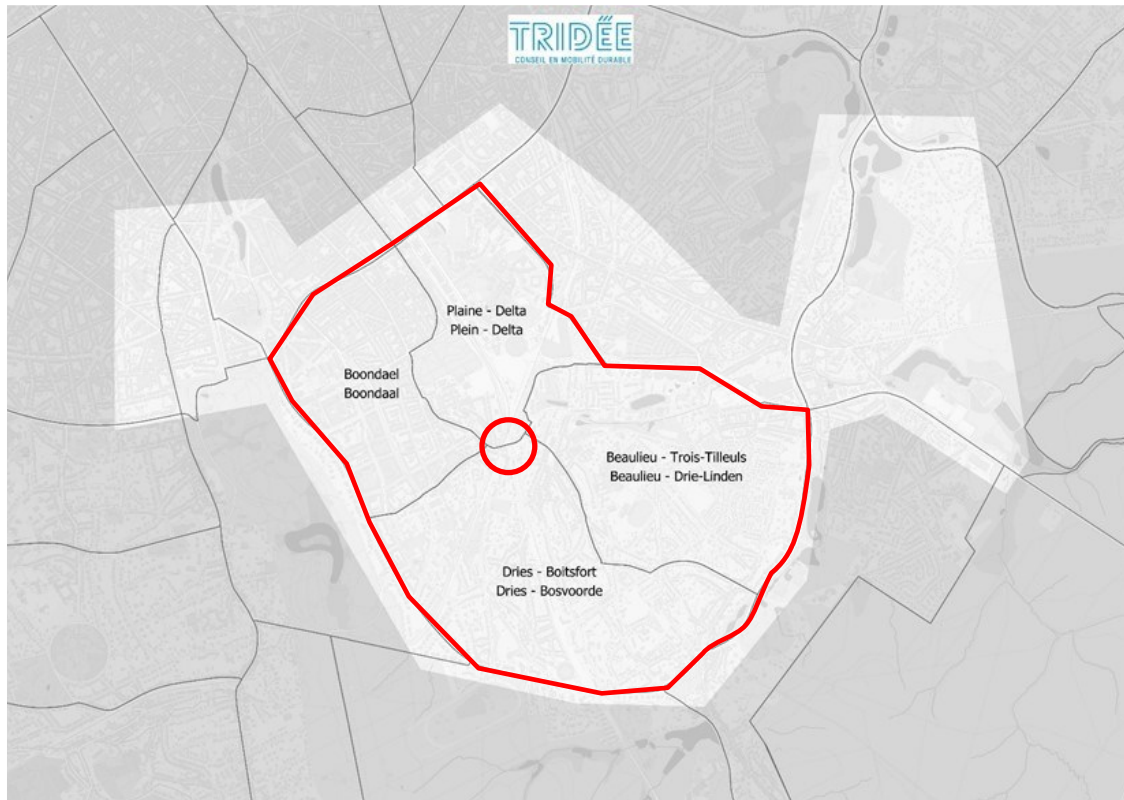 TRIDËE
CONSEIL EN MOBILITÉ DURABLE
Plaine - Delta
Plein - Delta
Boondael
Boondaal
Beaulieu - Trois-Tilleuls
Beaulieu - Drie-Linden
Dries - Boitsfort
Dries - Bosvoorde